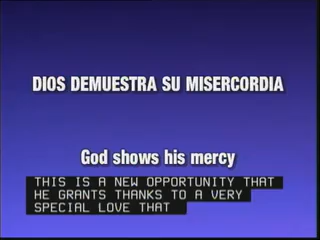 DIOS DEMUESTRA SU MISERICORDIA
God shows his mercy
THIS IS A NEW OPPORTUNITY THAT
HE GRANTS THANKS TO A VERY
SPECIAL LOVE THAT